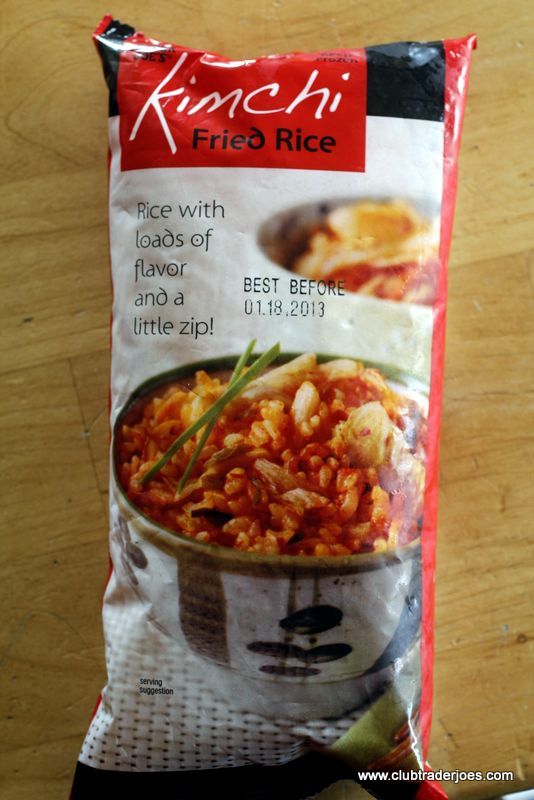 JOE'S
Kimchi
Fried Rice
Rice with
loads of
flavor
and a
little zip!
BEST BEFORE
01.18.2013
serving
suggestion
www.clubtraderjoes.com